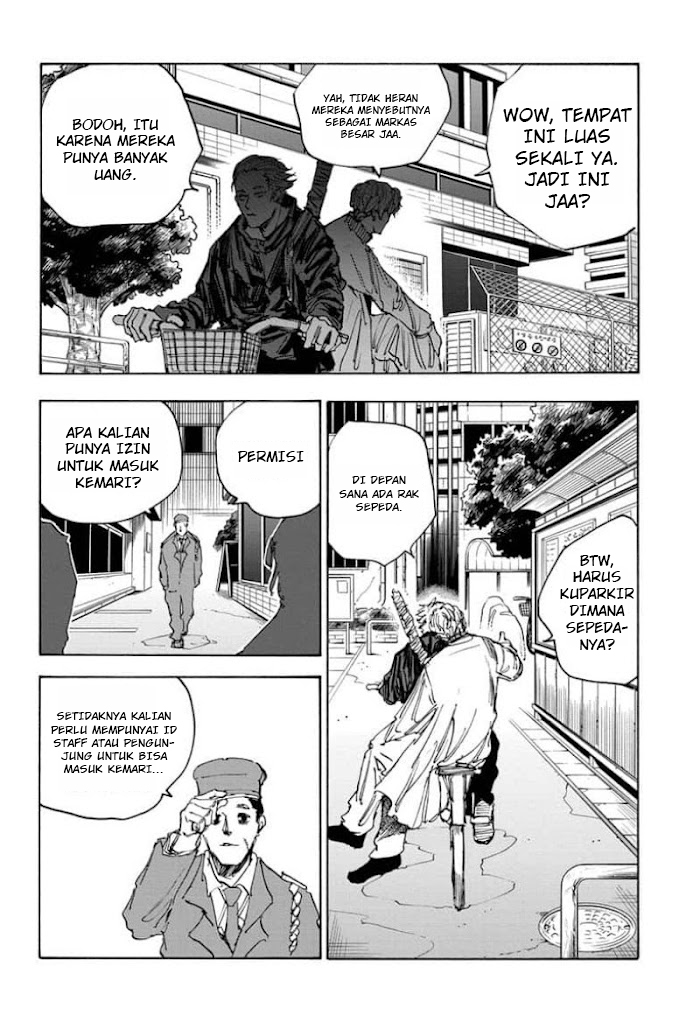 WOW, TEMPAT
INI LUAS
SEKALI YA.
JADI INI
JAA?
YAH, TIDAK HERAN
MEREKA MENYEBUTNYA
SEBAGAI MARKAS
BESAR JAA.
BODOH, ITU
KARENA MEREKA
PUNYA BANYAK
UANG.
BTW,
HARUS
KUPARKIR
DIMANA
SEPEDA-
NYA?
DI DEPAN
SANA ADA RAK
SEPEDA.
PERMISI
APA KALIAN
PUNYA IZIN
UNTUK MASUK
KEMARI?
SETIDAKNYA KALIAN
PERLU MEMPUNYAI ID
STAFF ATAU PENGUN-
JUNG UNTUK BISA
MASUK KEMARI...